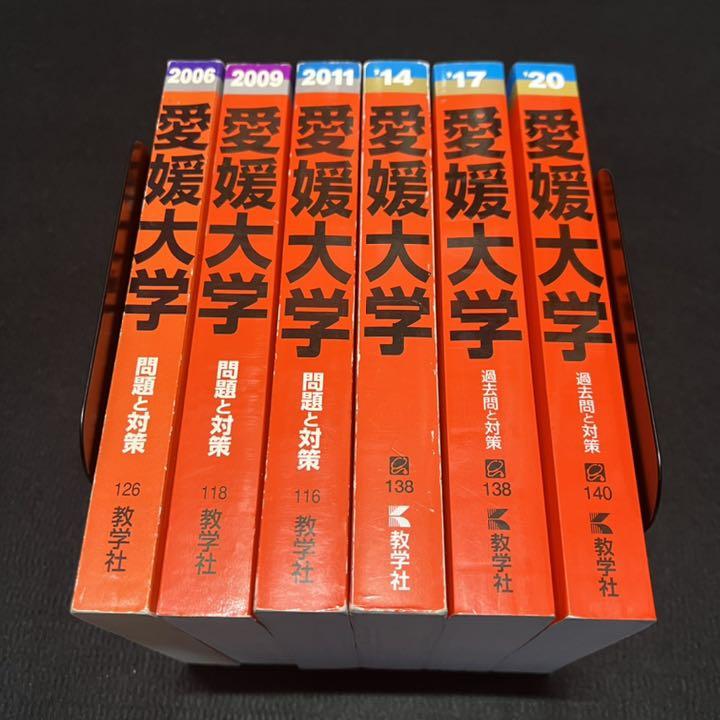 2006
愛媛大学
問題と対策
126
教学社
2009
愛媛大学
問題と対策
118
教学社
2011
愛媛大学
問題と対策
116
教学社
'14
愛媛大学
138
教学社
'17
愛媛大学
過去問と対策
138
教学社
'20
愛媛大学
過去問と対策
140
教学社